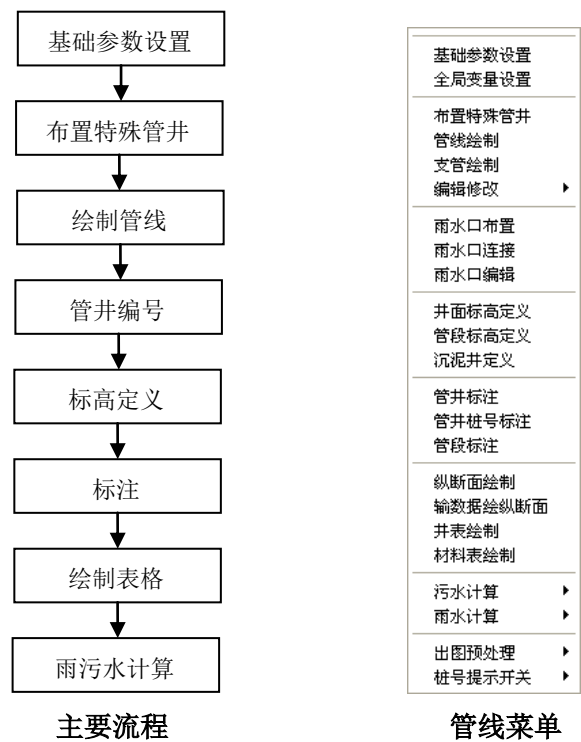 基础参数设置
布置特殊管井
绘制管线
管井编号
标高定义
标注
绘制表格
雨污水计算
主要流程
基础参数设置
全局变量设置
布置特殊管井
管线绘制
支管绘制
编辑修改
雨水口布置
雨水口连接
雨水口编辑
井面标高定义
管段标高定义
沉泥井定义
管井标注
管井桩号标注
管段标注
纵断面绘制
输数据绘纵断面
井表绘制
材料表绘制
污水计算
雨水计算
出图预处理
桩号提示开关
管线菜单